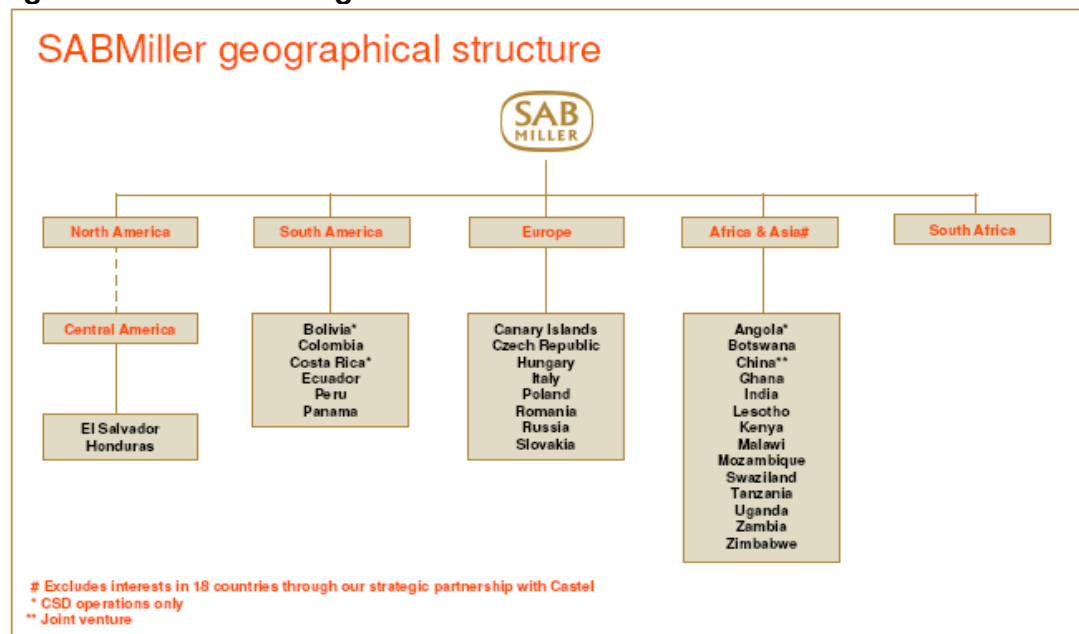 SABMiller geographical structure
SAB
MILLER
North America
South America
Europe
Africa & Asia#
South Africa
Central America
El Salvador
Honduras
Bolivia*
Colombia
Costa Rica*
Ecuador
Peru
Panama
Canary Islands
Czech Republic
Hungary
Italy
Poland
Romania
Russia
Slovakia
Angola*
Botswana
China**
Ghana
India
Lesotho
Kenya
Malawi
Mozambique
Swaziland
Tanzania
Uganda
Zambia
Zimbabwe
# Excludes interests in 18 countries through our strategic partnership with Castel
* CSD operations only
** Joint venture